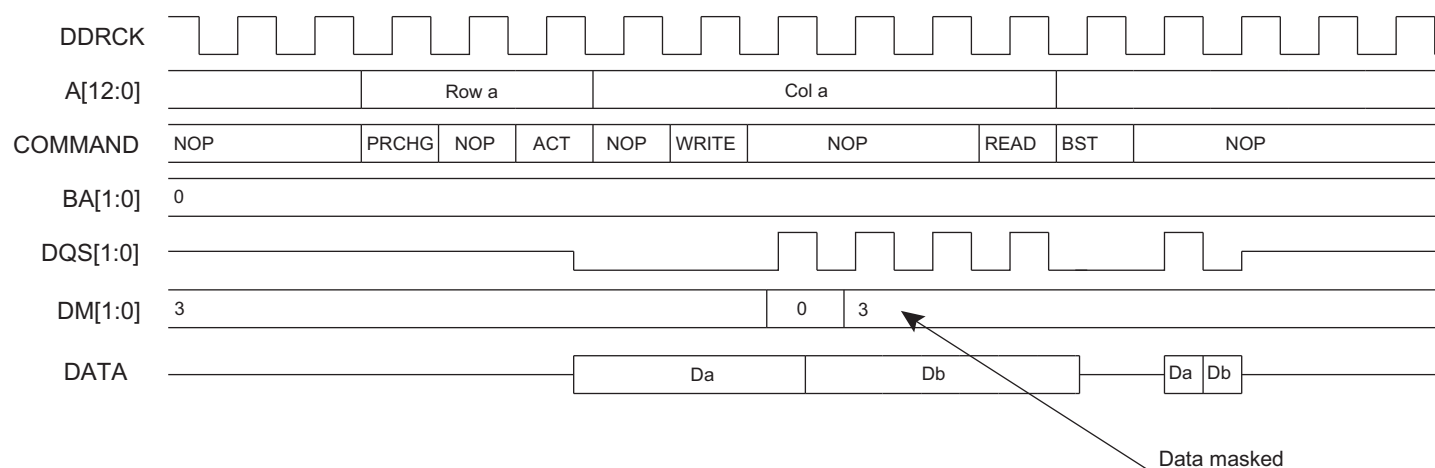 DDRCK
A[12:0] Row a Col a
COMMAND NOP PRCHG NOP ACT NOP WRITE NOP READ BST NOP
BA[1:0] 0
DQS[1:0]
DM[1:0] 3 0 3
DATA Da Db Da Db
Data masked